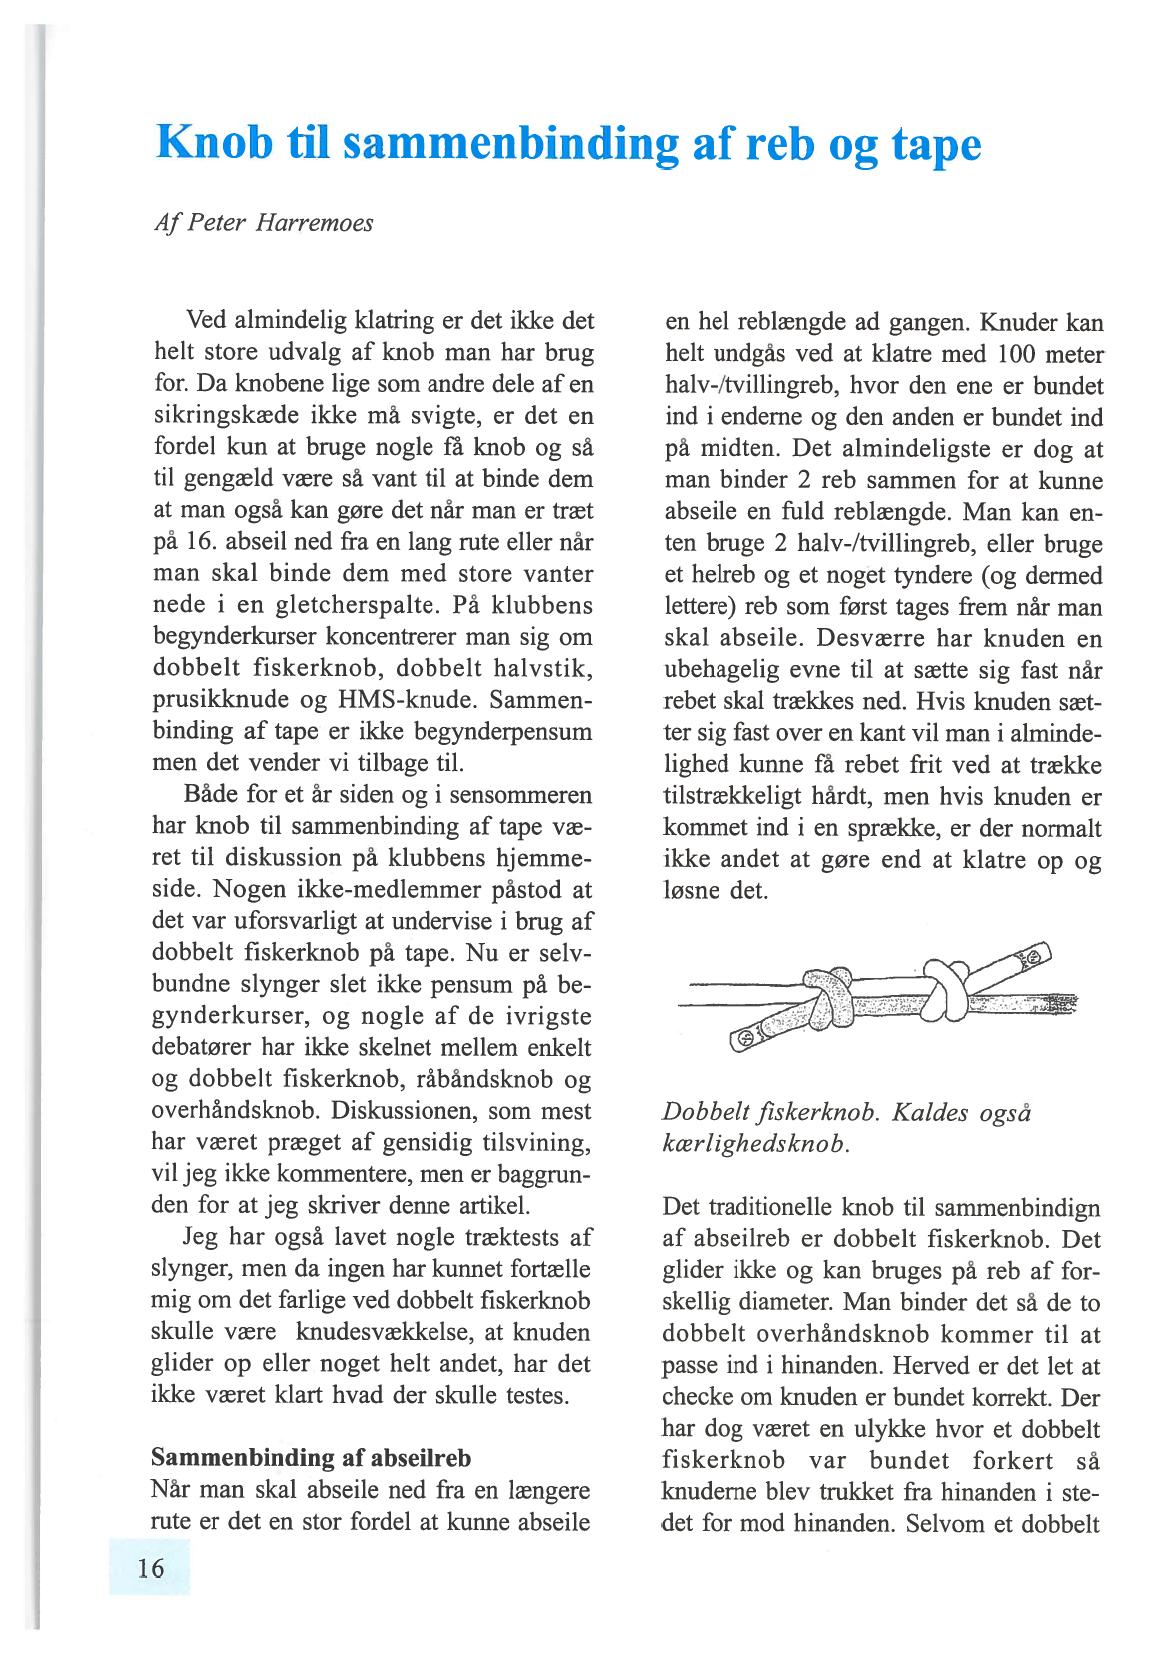 Knob til sammenbinding af reb og tape
Af Peter Harremoes
Ved almindelig klatring er det ikke det
helt store udvalg af knob man har brug
for. Da knobene lige som andre dele af en
sikringskæde ikke må svigte, er det en
fordel kun at bruge nogle få knob og så
til gengæld være så vant til at binde dem
at man også kan gøre det når man er træt
på 16. abseil ned fra en lang rute eller når
man skal binde dem med store vanter
nede i en gletcherspalte. På klubbens
begynderkurser koncentrerer man sig om
dobbelt fiskerknob, dobbelt halvstik,
prusikknude og HMS-knude. Sammen-
binding af tape er ikke begynderpensum
men det vender vi tilbage til.
Både for et år siden og i sensommeren
har knob til sammenbinding af tape væ-
ret til diskussion på klubbens hjemme-
side. Nogen ikke-medlemmer påstod at
det var uforsvarligt at undervise i brug af
dobbelt fiskerknob på tape. Nu er selv-
bundne slynger slet ikke pensum på be-
gynderkurser, og nogle af de ivrigste
debatører har ikke skelnet mellem enkelt
og dobbelt fiskerknob, råbåndsknob og
overhåndsknob. Diskussionen, som mest
har været præget af gensidig tilsvining,
vil jeg ikke kommentere, men er baggrun-
den for at jeg skriver denne artikel.
Jeg har også lavet nogle træktests af
slynger, men da ingen har kunnet fortælle
mig om det farlige ved dobbelt fiskerknob
skulle være knudesvækkelse, at knuden
glider op eller noget helt andet, har det
ikke været klart hvad der skulle testes.
Sammenbinding af abseilreb
Når man skal abseile ned fra en længere
rute er det en stor fordel at kunne abseile
16
en hel reblængde ad gangen. Knuder kan
helt undgås ved at klatre med 100 meter
halv-/tvillingreb, hvor den ene er bundet
ind i enderne og den anden er bundet ind
på midten. Det almindeligste er dog at
man binder 2 reb sammen for at kunne
abseile en fuld reblængde. Man kan en-
ten bruge 2 halv-/tvillingreb, eller bruge
et helreb og et noget tyndere (og dermed
lettere) reb som først tages frem når man
skal abseile. Desværre har knuden en
ubehagelig evne til at sætte sig fast når
rebet skal trækkes ned. Hvis knuden sæt-
ter sig fast over en kant vil man i alminde-
lighed kunne få rebet frit ved at trække
tilstrækkeligt hårdt, men hvis knuden er
kommet ind i en sprække, er der normalt
ikke andet at gøre end at klatre op og
løsne det.
Dobbelt fiskerknob. Kaldes også
kærlighedsknob.
Det traditionelle knob til sammenbindign
af abseilreb er dobbelt fiskerknob. Det
glider ikke og kan bruges på reb af for-
skellig diameter. Man binder det så de to
dobbelt overhåndsknob kommer til at
passe ind i hinanden. Herved er det let at
checke om knuden er bundet korrekt. Der
har dog været en ulykke hvor et dobbelt
fiskerknob var bundet forkert så
knuderne blev trukket fra hinanden i ste-
det for mod hinanden. Selvom et dobbelt